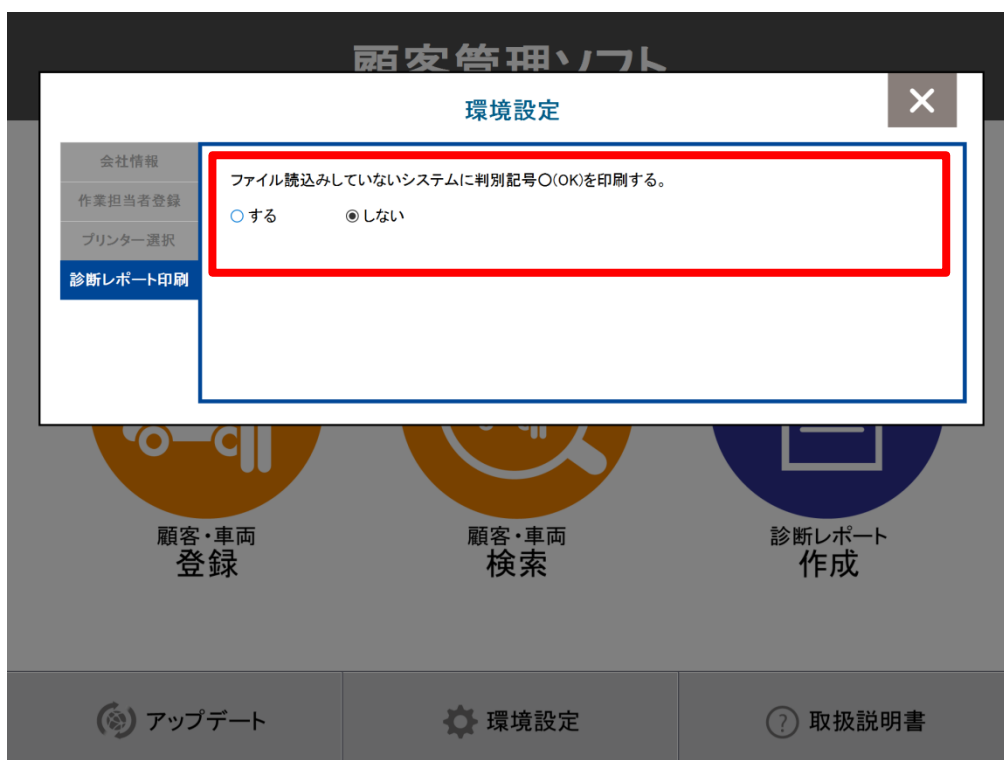 顧客管理ソフト
環境設定
会社情報
作業担当者登録
プリンター選択
診断レポート印刷
ファイル読込みしていないシステムに判別記号〇(OK)を印刷する。
する しない
顧客・車両
登録
顧客・車両
検索
診断レポート
作成
アップデート
環境設定
? 取扱説明書